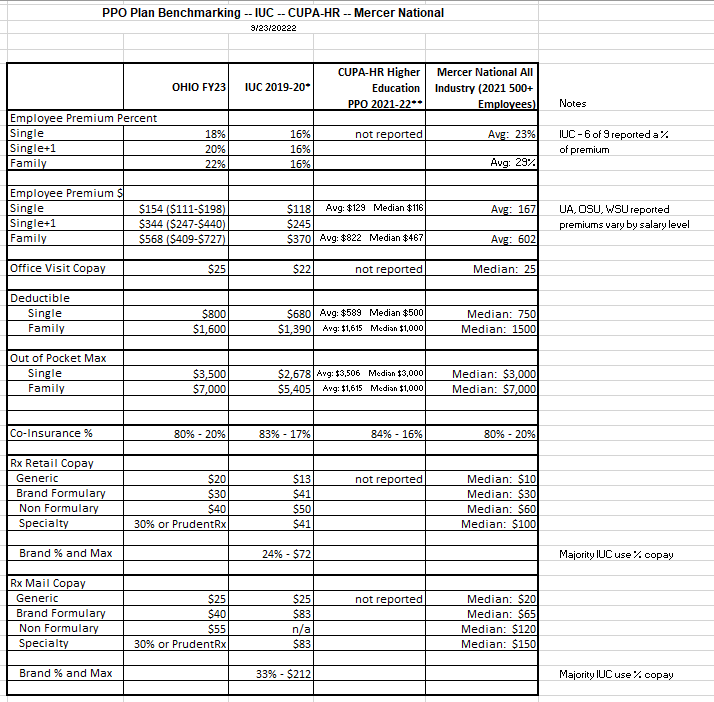 PPO Plan Benchmarking -- IUC -- CUPA-HR -- Mercer National
9/23/20222
OHIO FY23 IUC 2019-20* CUPA-HR Higher Education PPO 2021-22** Mercer National All Industry (2021 500+ Employees) Notes
Employee Premium Percent
Single 18% 16% not reported Avg: 23% IUC - 6 of 9 reported a %
Single+1 20% 16% of premium
Family 22% 16% Avg: 29%
Employee Premium $
Single $154 ($111-$198) $118 Avg: $129 Median $116 Avg: 167 UA, OSU, WSU reported
Single+1 $344 ($247-$440) $245 premiums vary by salary level
Family $568 ($409-$727) $370 Avg: $822 Median $467 Avg: 602
Office Visit Copay $25 $22 not reported Median: 25
Deductible
Single $800 $680 Avg: $589 Median $500 Median: 750
Family $1,600 $1,390 Avg: $1,615 Median $1,000 Median: 1500
Out of Pocket Max
Single $3,500 $2,678 Avg: $3,506 Median $3,000 Median: $3,000
Family $7,000 $5,405 Avg: $1,615 Median $1,000 Median: $7,000
Co-Insurance % 80% - 20% 83% - 17% 84% - 16% 80% - 20%
Rx Retail Copay
Generic $20 $13 not reported Median: $10
Brand Formulary $30 $41 Median: $30
Non Formulary $40 $50 Median: $60
Specialty 30% or PrudentRx $41 Median: $100
Brand % and Max 24% - $72 Majority IUC use % copay
Rx Mail Copay
Generic $25 $25 not reported Median: $20
Brand Formulary $40 $83 Median: $65
Non Formulary $55 n/a Median: $120
Specialty 30% or PrudentRx $83 Median: $150
Brand % and Max 33% - $212 Majority IUC use % copay